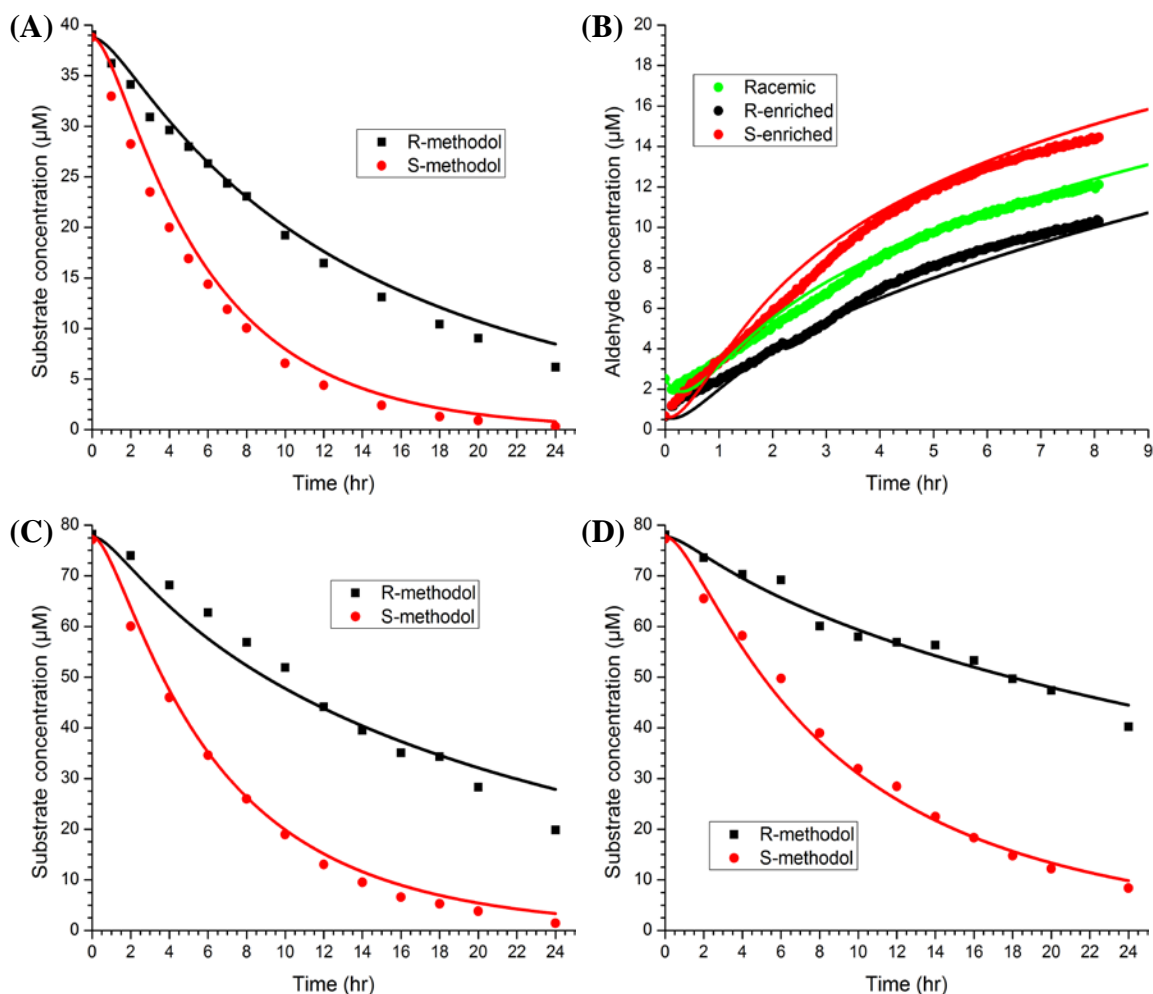 (A)
40
35
30
25
20
15
10
5
0
Substrate concentration (µM)
R-methodol
S-methodol
0 2 4 6 8 10 12 14 16 18 20 22 24
Time (hr)
(B)
20
18
16
14
12
10
8
6
4
2
0
Aldehyde concentration (µM)
Racemic
R-enriched
S-enriched
0 1 2 3 4 5 6 7 8 9
Time (hr)
(C)
80
70
60
50
40
30
20
10
0
Substrate concentration (µM)
R-methodol
S-methodol
0 2 4 6 8 10 12 14 16 18 20 22 24
Time (hr)
(D)
80
70
60
50
40
30
20
10
0
Substrate concentration (µM)
R-methodol
S-methodol
0 2 4 6 8 10 12 14 16 18 20 22 24
Time (hr)